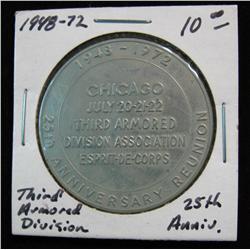 1948-72
10 00
1948-1972
CHICAGO
JULY 20-21-22
THIRD ARMORED
DIVISION ASSOCIATION
ESPRIT-DE-CORPS
25TH ANNIVERSARY REUNION
Third
Armored
Division
25th
Anniv.